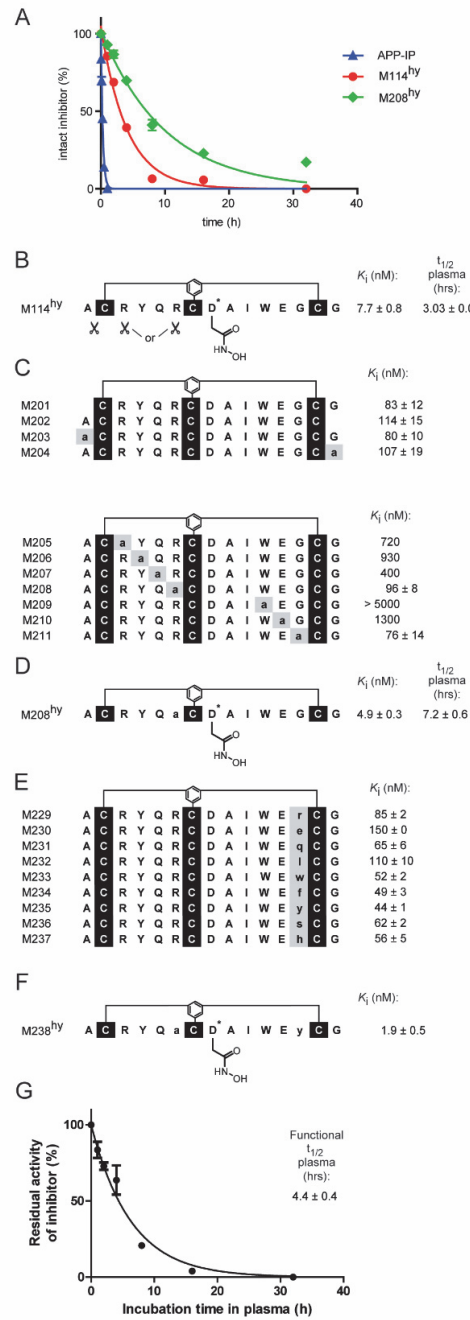 A
intact inhibitor (%)
100
50
0
0 10 20 30 40
time (h)
APP-IP
M114hy
M208hy
B
Ki (nM): t1/2 plasma (hrs):
M114hy A C R Y Q R C D* A I W E G C G 7.7 ± 0.8
or
O
HN-OH
C
Ki (nM):
M201 C R Y Q R C D A I W E G C G 83 ± 12
M202 A C R Y Q R C D A I W E G C 114 ± 15
M203 a C R Y Q R C D A I W E G C G 80 ± 10
M204 A C R Y Q R C D A I W E G C a 107 ± 19
Ki (nM):
M205 A C a Y Q R C D A I W E G C G 720
M206 A C R a Q R C D A I W E G C G 930
M207 A C R Y a R C D A I W E G C G 400
M208 A C R Y Q a C D A I W E G C G 96 ± 8
M209 A C R Y Q R C D A I a E G C G > 5000
M210 A C R Y Q R C D A I W a G C G 1300
M211 A C R Y Q R C D A I W E a C G 76 ± 14
D
Ki (nM): t1/2 plasma (hrs):
M208hy A C R Y Q a C D* A I W E G C G 4.9 ± 0.3 7.2 ± 0.6
O
HN-OH
E
Ki (nM):
M229 A C R Y Q R C D A I W E r C G 85 ± 2
M230 A C R Y Q R C D A I W E e C G 150 ± 0
M231 A C R Y Q R C D A I W E q C G 65 ± 6
M232 A C R Y Q R C D A I W E l C G 110 ± 10
M233 A C R Y Q R C D A I W E w C G 52 ± 2
M234 A C R Y Q R C D A I W E f C G 49 ± 3
M235 A C R Y Q R C D A I W E y C G 44 ± 1
M236 A C R Y Q R C D A I W E s C G 62 ± 2
M237 A C R Y Q R C D A I W E h C G 56 ± 5
F
Ki (nM):
M238hy A C R Y Q a C D* A I W E y C G 1.9 ± 0.5
O
HN-OH
G
Residual activity of inhibitor (%)
100
50
0
0 10 20 30 40
Incubation time in plasma (h)
Functional
t1/2
plasma
(hrs):
4.4 ± 0.4